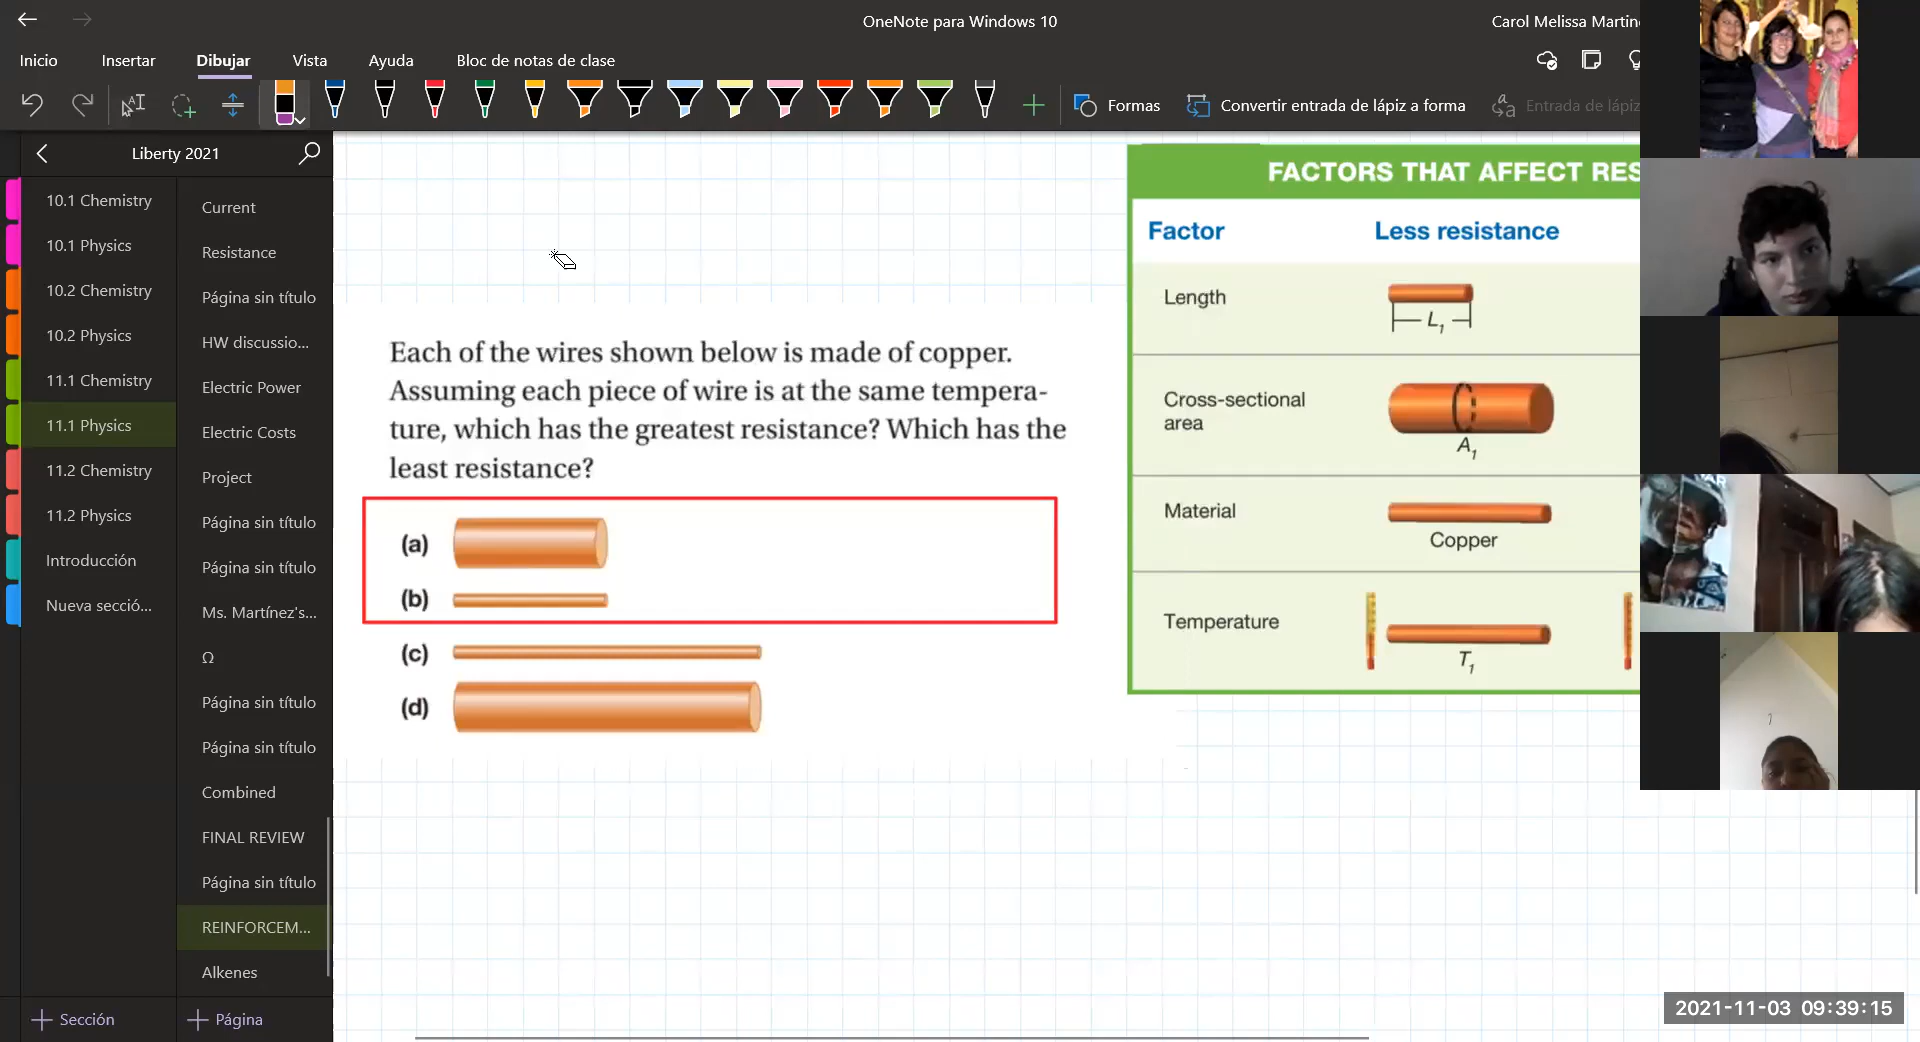 OneNote para Windows 10
Carol Melissa
Inicio
Insertar
Dibujar
Vista
Ayuda
Bloc de notas de clase
Formas
Convertir entrada de lápiz a forma
Entrada de lápiz
Liberty 2021
10.1 Chemistry
10.1 Physics
10.2 Chemistry
10.2 Physics
11.1 Chemistry
11.1 Physics
11.2 Chemistry
11.2 Physics
Introducción
Nueva secció...
Sección
Current
Resistance
Página sin título
HW discussio...
Electric Power
Electric Costs
Project
Página sin título
Página sin título
Ms. Martínez's...
Ω
Página sin título
Página sin título
Combined
FINAL REVIEW
Página sin título
REINFORCEM...
Alkenes
Página
Each of the wires shown below is made of copper.
Assuming each piece of wire is at the same tempera-
ture, which has the greatest resistance? Which has the
least resistance?
(a)
(b)
(c)
(d)
FACTORS THAT AFFECT RES
Factor Less resistance
Length
L₁
Cross-sectional
area
A₁
Material
Copper
Temperature
T₁
2021-11-03 09:39:15